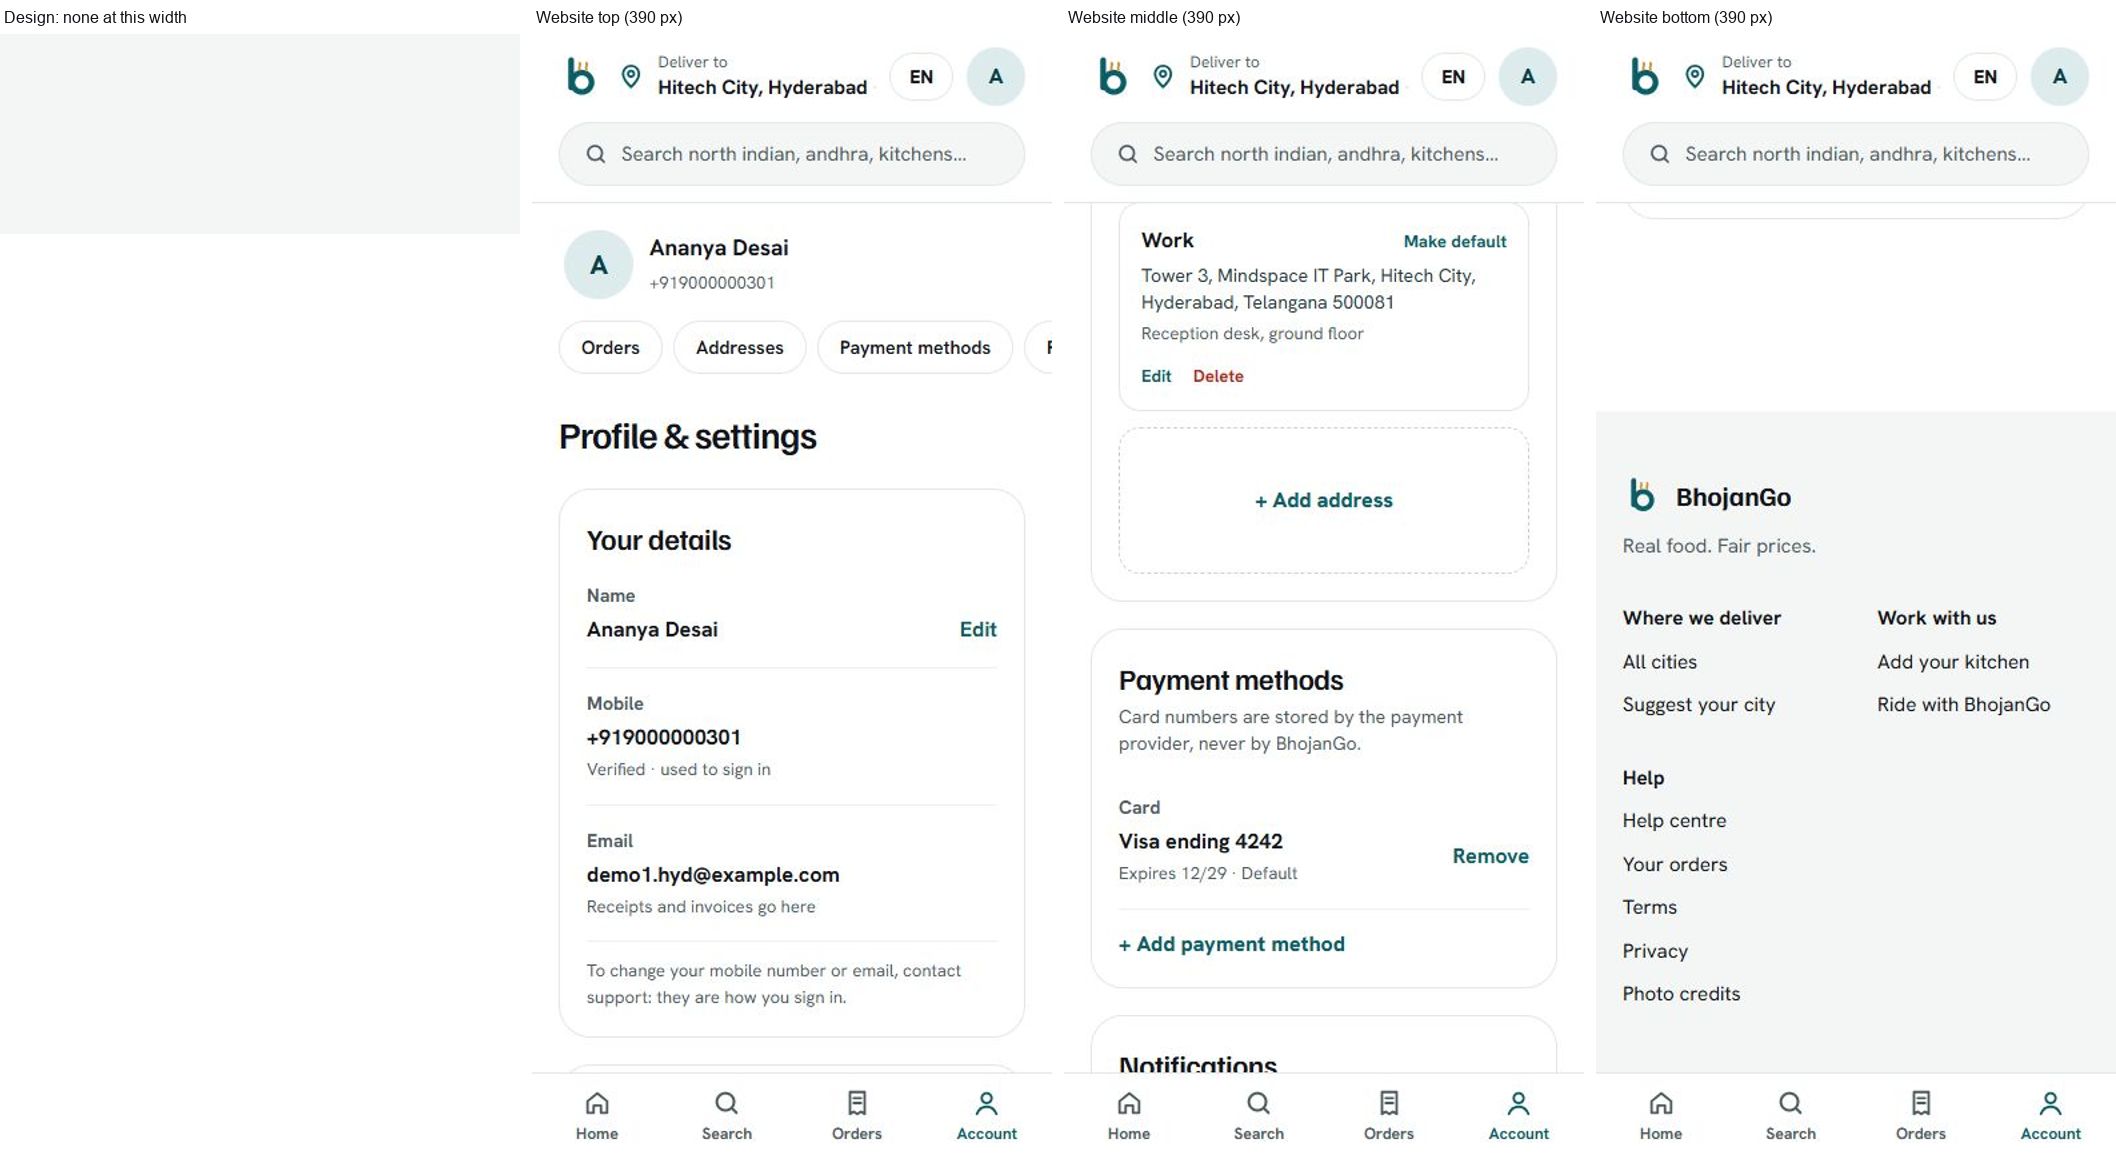 Design: none at this width
Website top (390 px)
Deliver to
Hitech City, Hyderabad
EN
A
Search north indian, andhra, kitchens...
A
Ananya Desai
+919000000301
Orders
Addresses
Payment methods
Profile & settings
Your details
Name
Ananya Desai
Edit
Mobile
+919000000301
Verified · used to sign in
Email
demo1.hyd@example.com
Receipts and invoices go here
To change your mobile number or email, contact
support: they are how you sign in.
Home
Search
Orders
Account
Website middle (390 px)
Deliver to
Hitech City, Hyderabad
EN
A
Search north indian, andhra, kitchens...
Work
Make default
Tower 3, Mindspace IT Park, Hitech City,
Hyderabad, Telangana 500081
Reception desk, ground floor
Edit
Delete
+ Add address
Payment methods
Card numbers are stored by the payment
provider, never by BhojanGo.
Card
Visa ending 4242
Expires 12/29 · Default
Remove
+ Add payment method
Notifications
Home
Search
Orders
Account
Website bottom (390 px)
Deliver to
Hitech City, Hyderabad
EN
A
Search north indian, andhra, kitchens...
BhojanGo
Real food. Fair prices.
Where we deliver
All cities
Suggest your city
Work with us
Add your kitchen
Ride with BhojanGo
Help
Help centre
Your orders
Terms
Privacy
Photo credits
Home
Search
Orders
Account